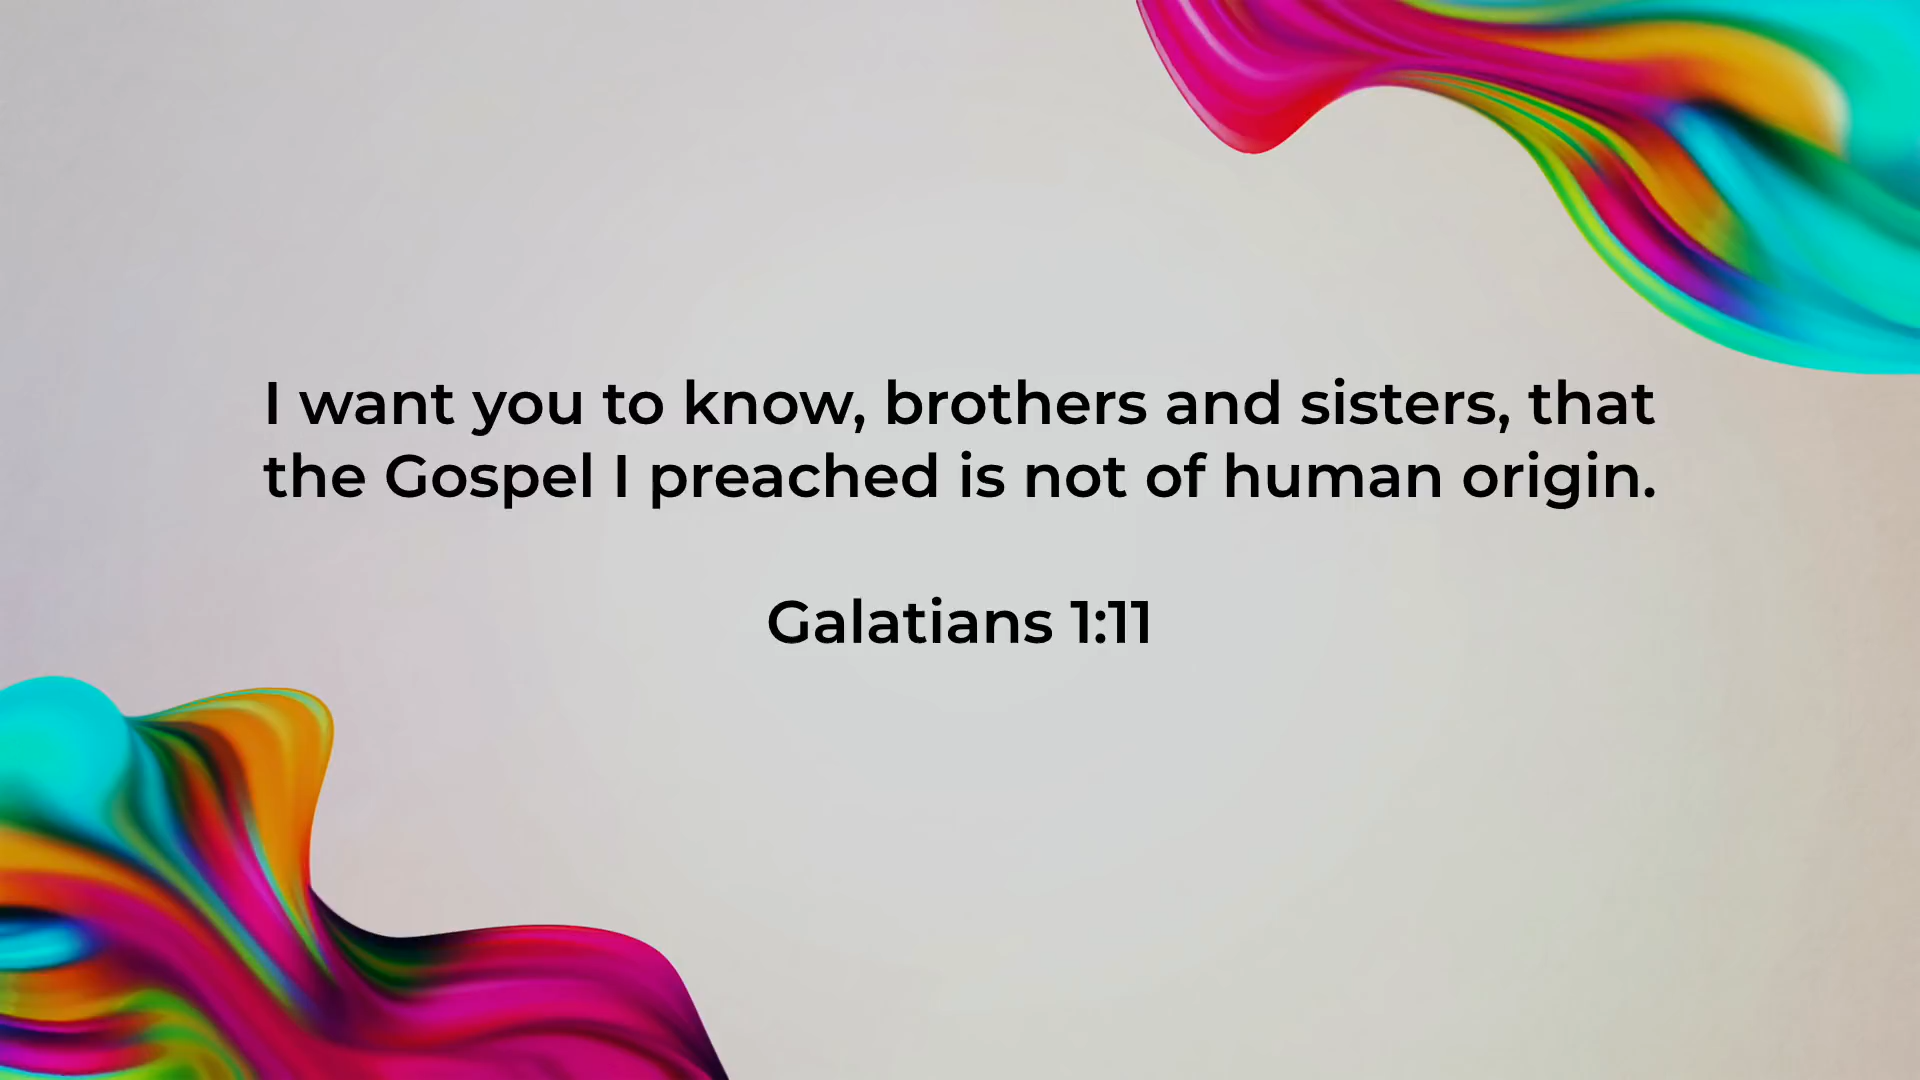 I want you to know, brothers and sisters, that
the Gospel I preached is not of human origin.
Galatians 1:11